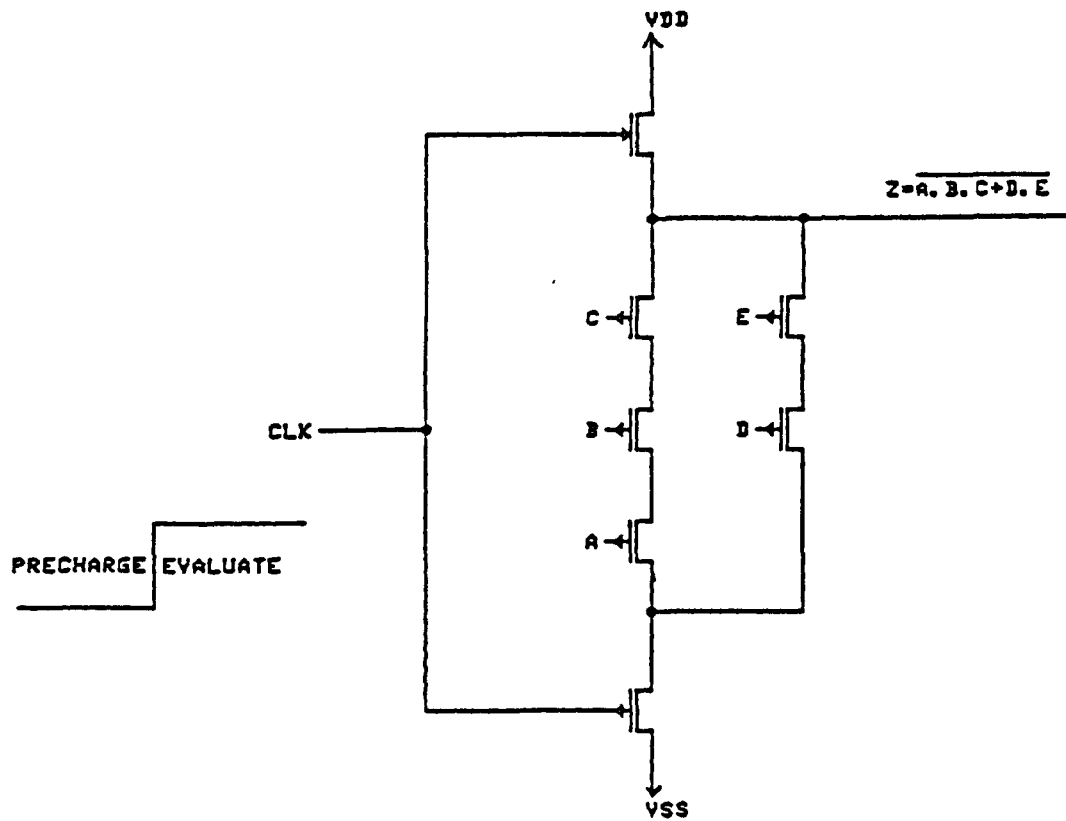 VDD
Z=A.B.C+D.E
C
E
CLK
B
D
A
PRECHARGE EVALUATE
VSS